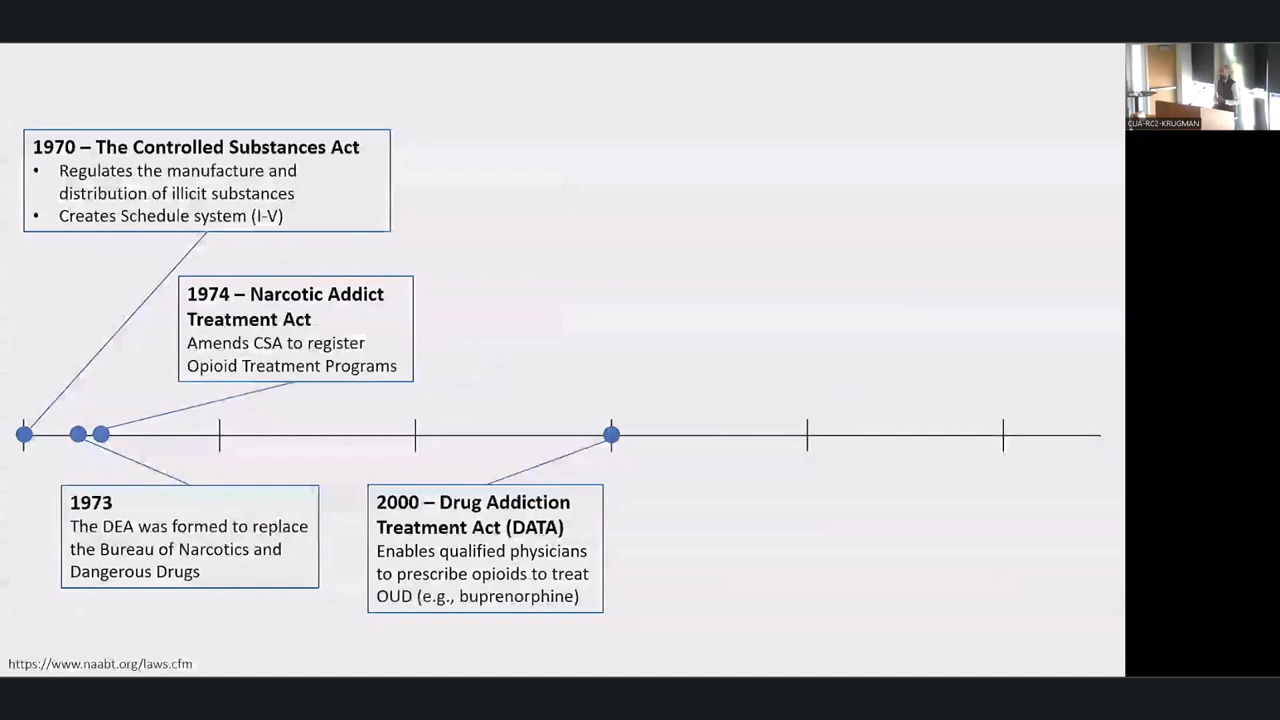 1970 – The Controlled Substances Act
• Regulates the manufacture and
distribution of illicit substances
• Creates Schedule system (I-V)
1974 – Narcotic Addict
Treatment Act
Amends CSA to register
Opioid Treatment Programs
1973
The DEA was formed to replace
the Bureau of Narcotics and
Dangerous Drugs
2000 – Drug Addiction
Treatment Act (DATA)
Enables qualified physicians
to prescribe opioids to treat
OUD (e.g., buprenorphine)
https://www.naabt.org/laws.cfm
CUA-RC2-KRUGMAN